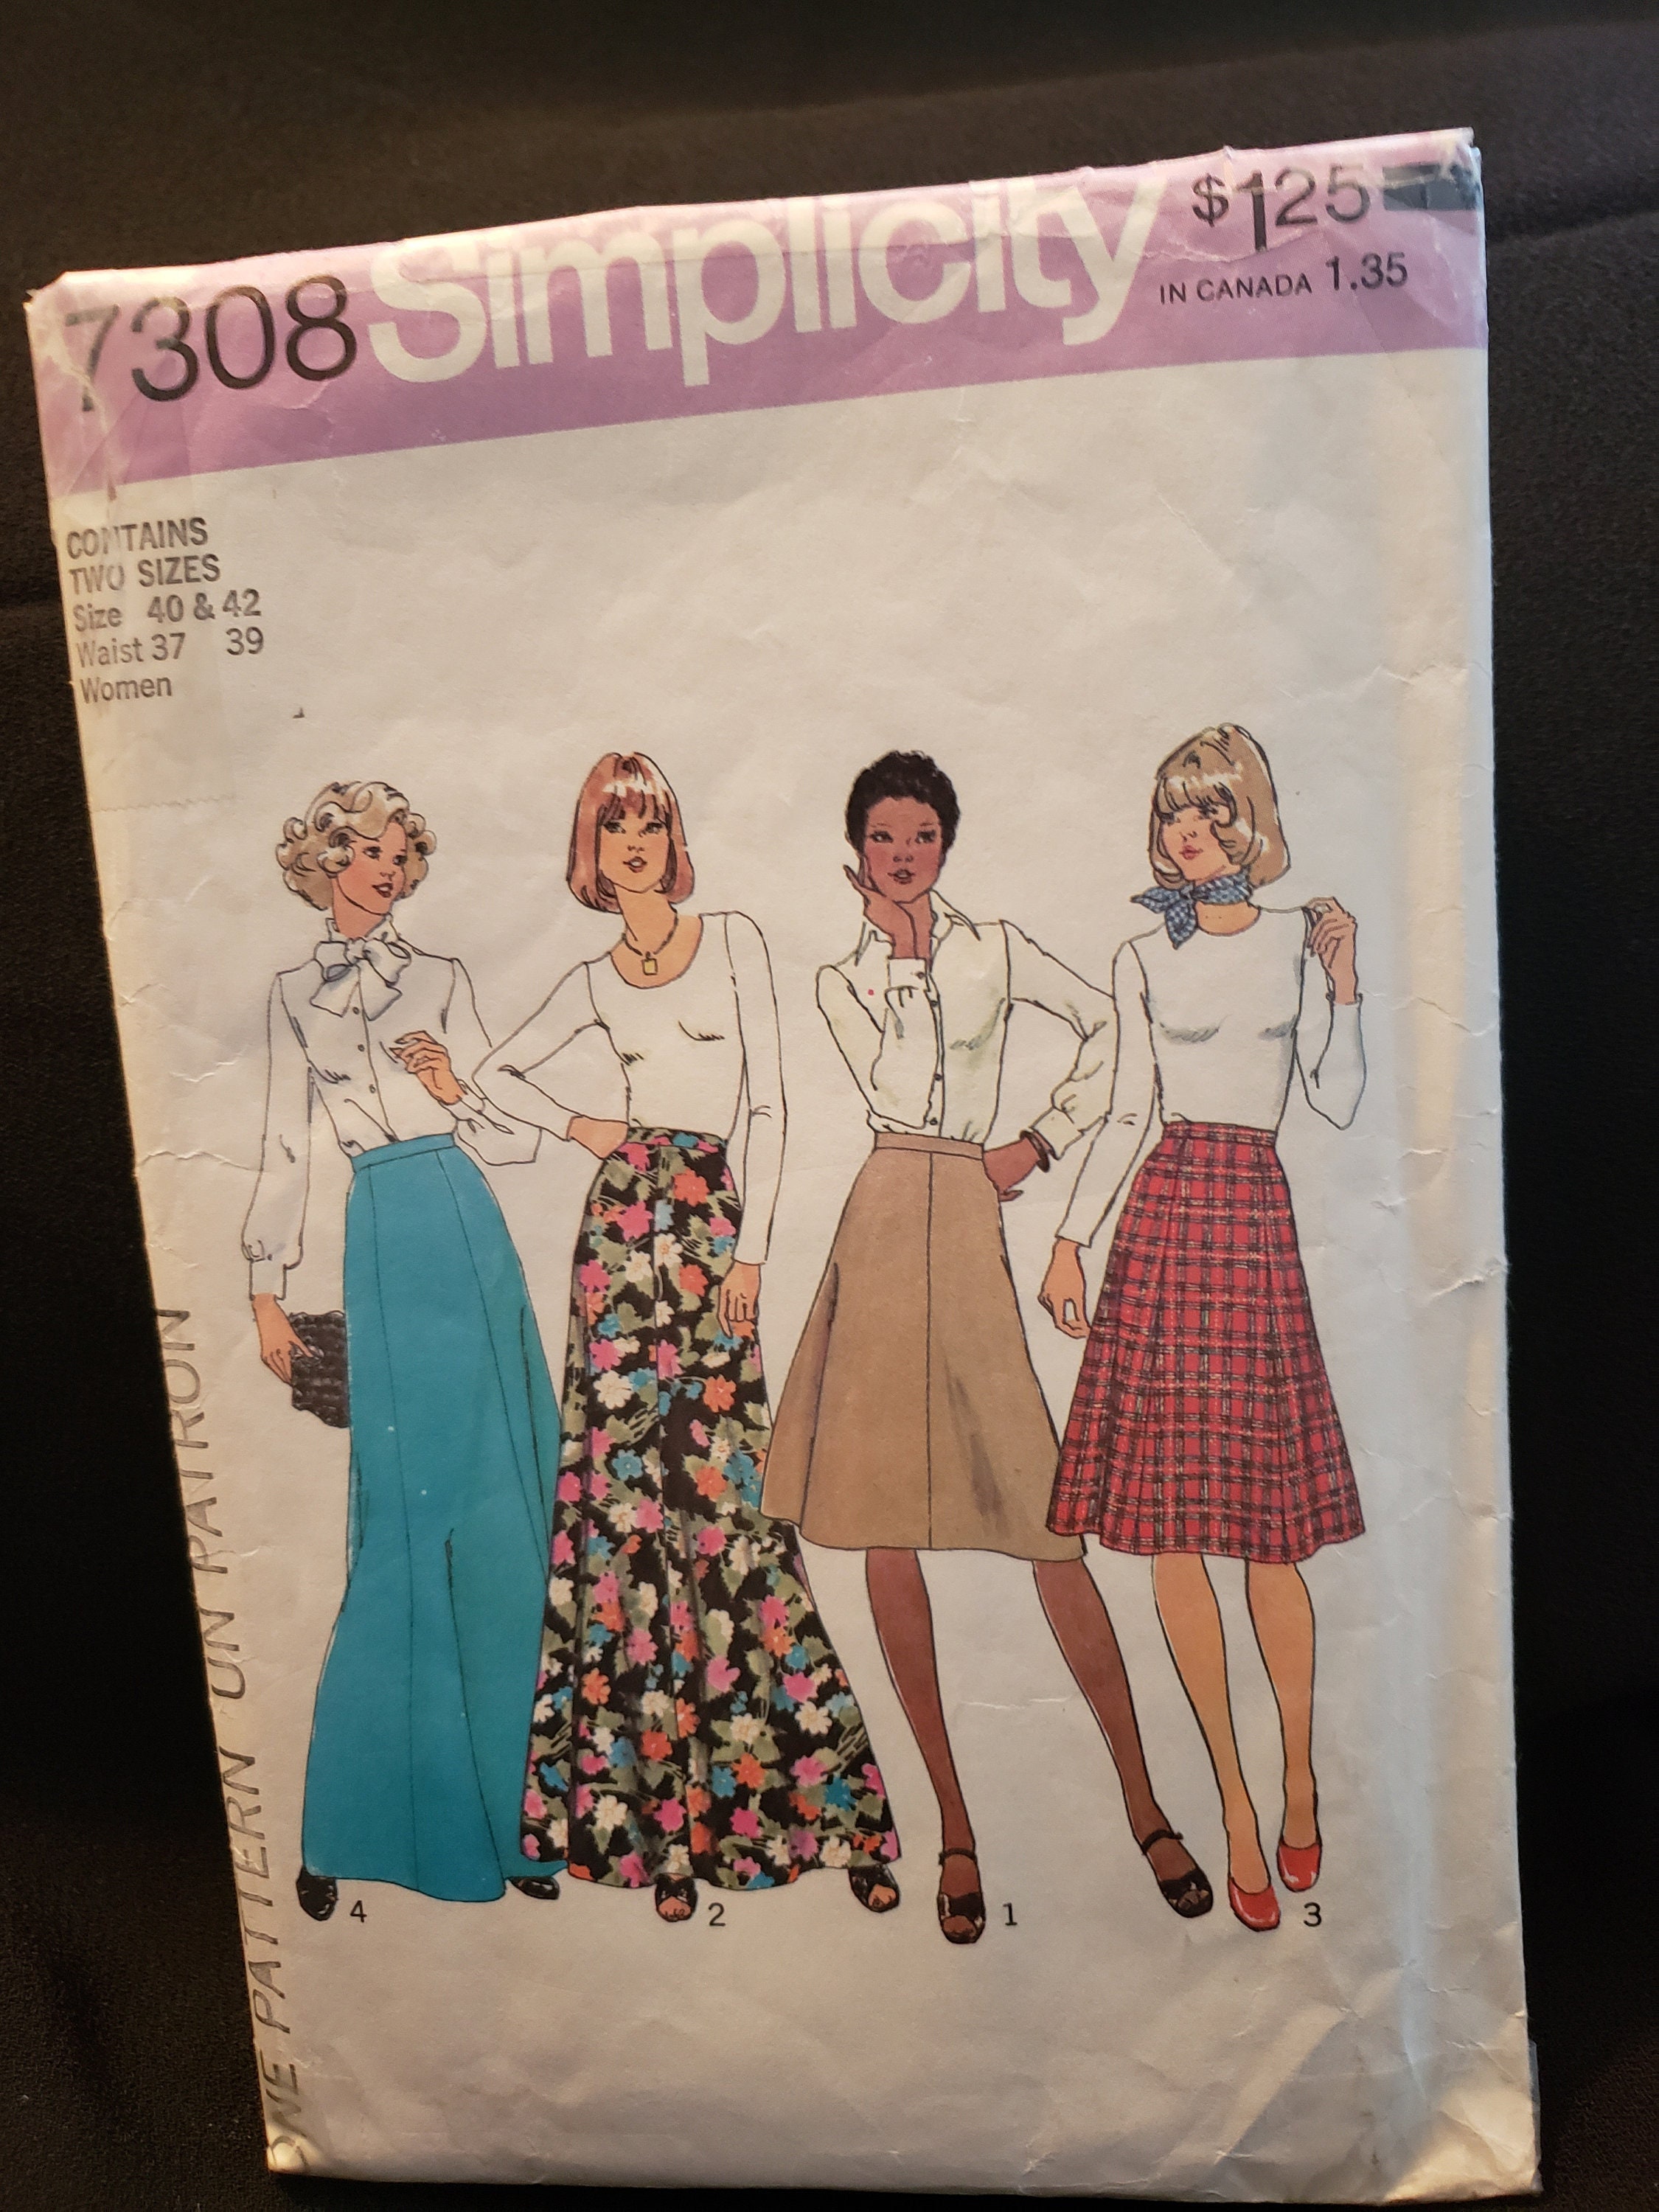 7308 Simplicity $1.25
IN CANADA 1.35
CONTAINS
TWO SIZES
Size 40 & 42
Waist 37 39
Women
ONE PATTERN UN PATRON
4 2 1 3